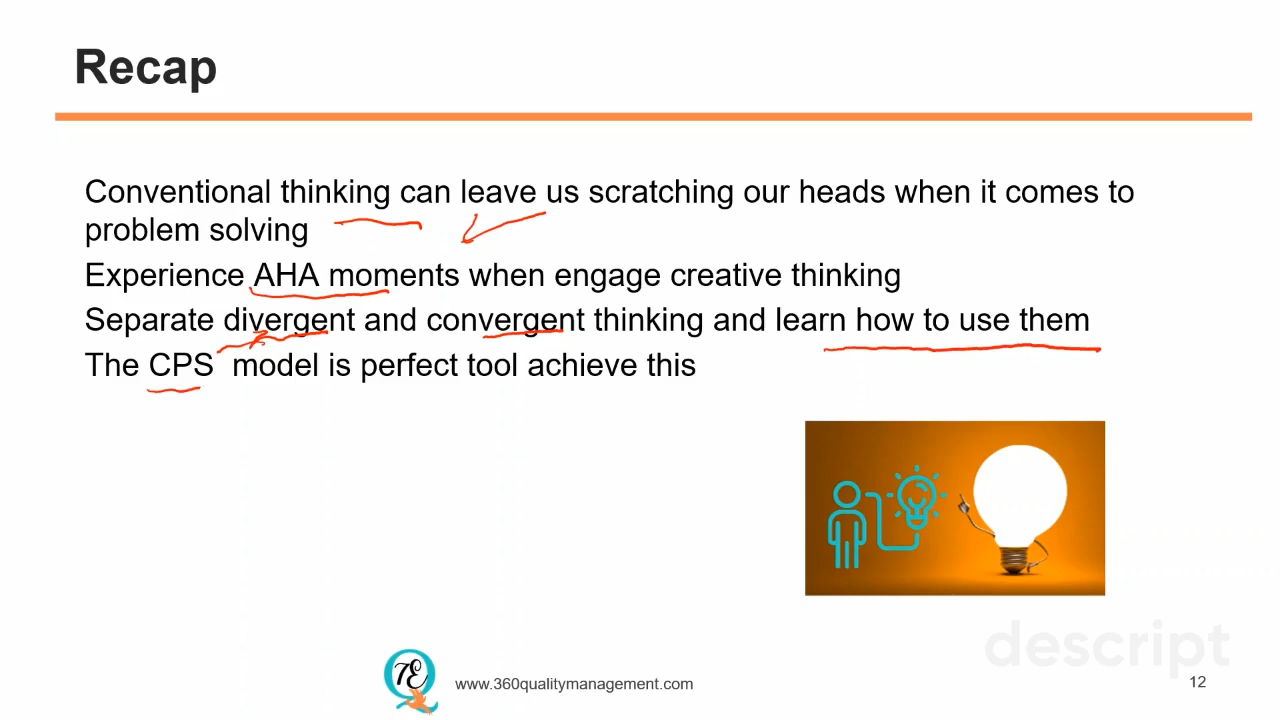 Recap
Conventional thinking can leave us scratching our heads when it comes to
problem solving
Experience AHA moments when engage creative thinking
Separate divergent and convergent thinking and learn how to use them
The CPS  model is perfect tool achieve this
descript
7E
www.360qualitymanagement.com
12